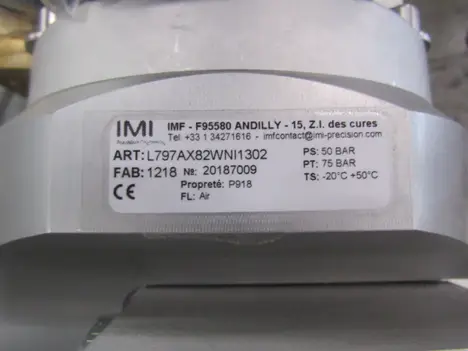 IMI
IMF - F95580 ANDILLY - 15, Z.I. des cures
Tel +33 1 34271616 - imfcontact@imi-precision.com
ART: L797AX82WNI1302
PS: 50 BAR
FAB: 1218 №: 20187009
PT: 75 BAR
Propreté: P918
TS: -20°C +50°C
CE
FL: Air